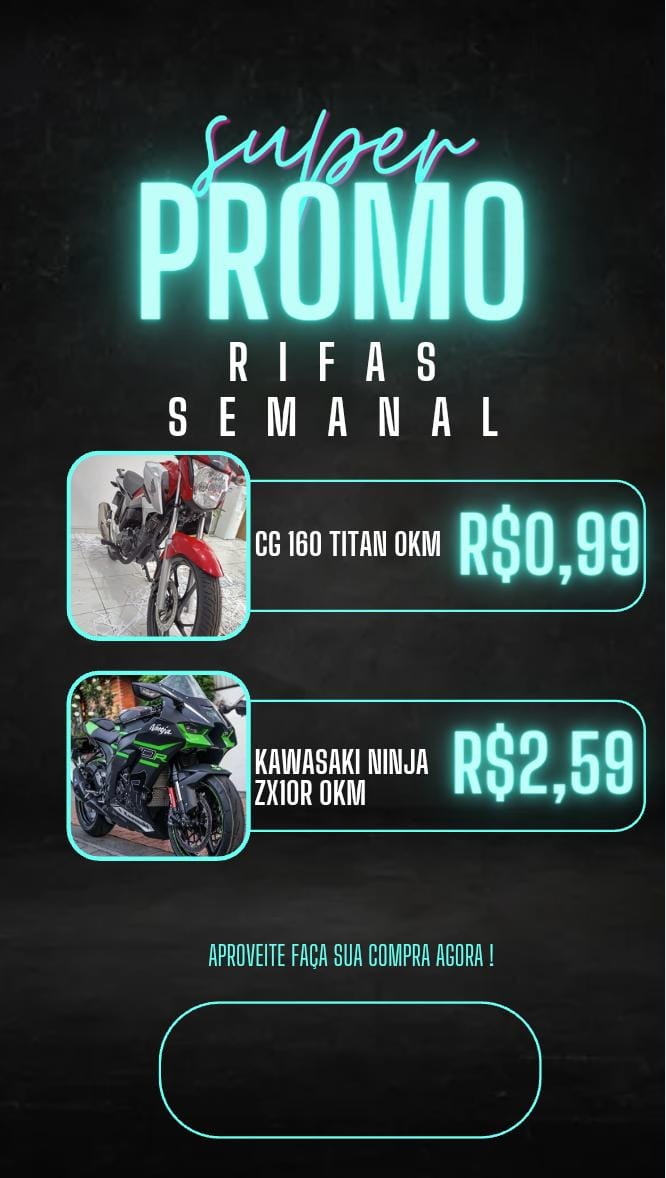 super
PROMO
RIFAS
SEMANAL
CG 160 TITAN 0KM
R$0,99
Ninja
KAWASAKI NINJA
ZX10R 0KM
R$2,59
APROVEITE FAÇA SUA COMPRA AGORA !